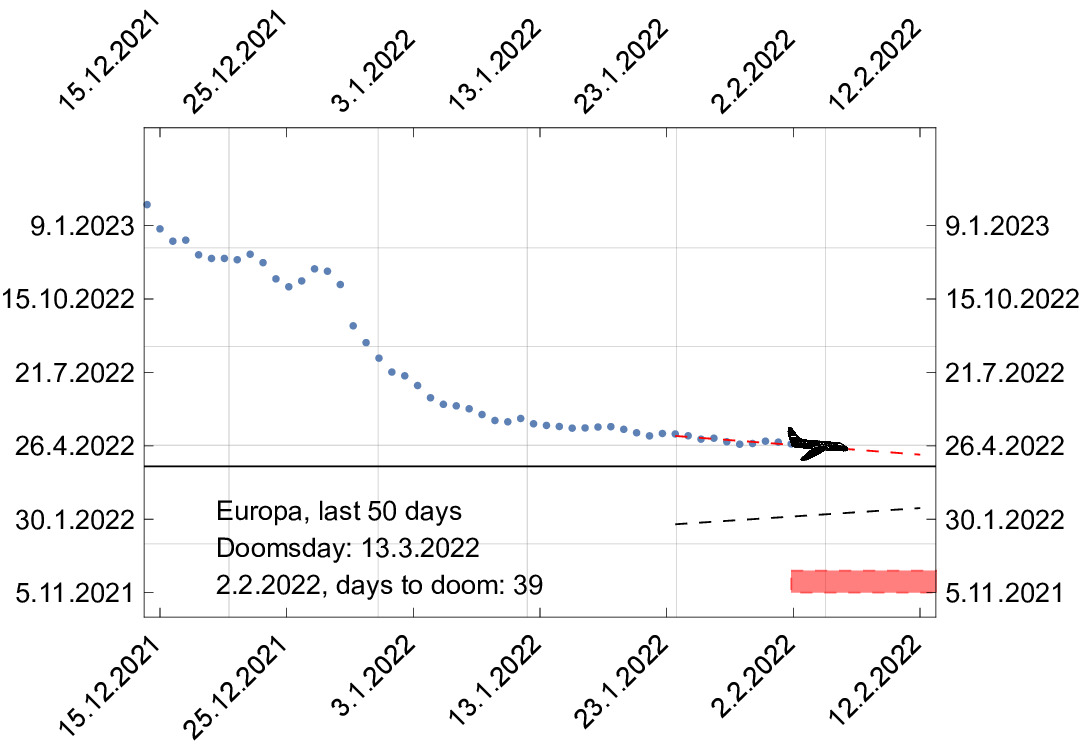 15.12.2021 25.12.2021 3.1.2022 13.1.2022 23.1.2022 2.2.2022 12.2.2022
9.1.2023 9.1.2023
15.10.2022 15.10.2022
21.7.2022 21.7.2022
26.4.2022 26.4.2022
Europa, last 50 days
30.1.2022 30.1.2022
Doomsday: 13.3.2022
2.2.2022, days to doom: 39
5.11.2021 5.11.2021
15.12.2021 25.12.2021 3.1.2022 13.1.2022 23.1.2022 2.2.2022 12.2.2022